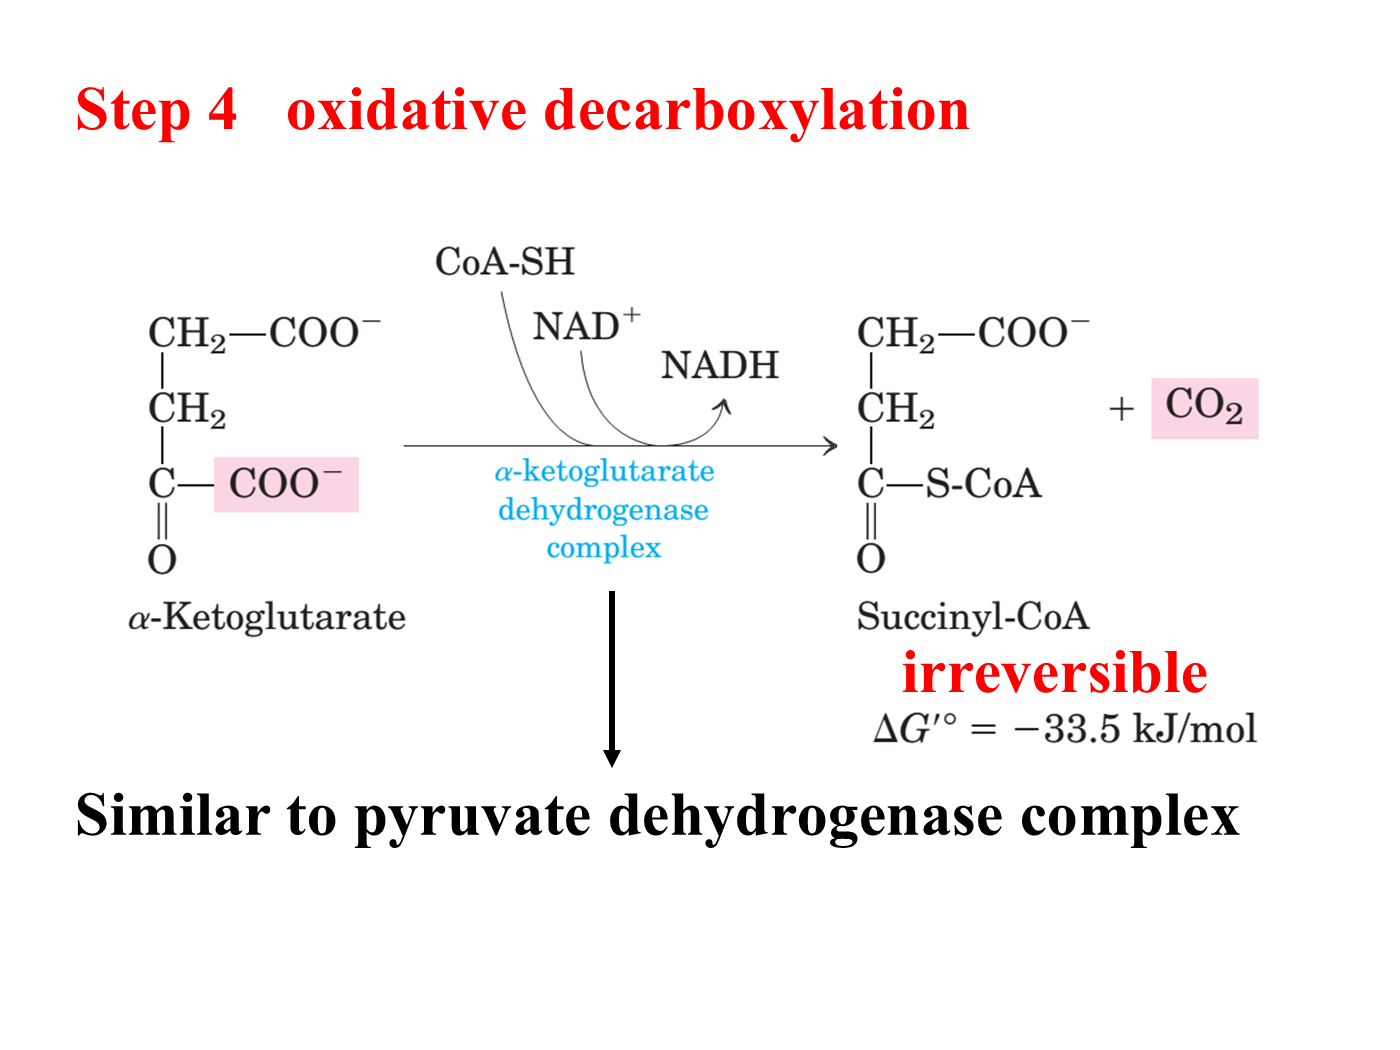 Step 4 oxidative decarboxylation
CoA-SH
NAD⁺
NADH
CH₂—COO⁻
CH₂
C—COO⁻
O
α-Ketoglutarate
α-ketoglutarate
dehydrogenase
complex
CH₂—COO⁻
CH₂
C—S-CoA
O
+ CO₂
Succinyl-CoA
irreversible
ΔG′° = −33.5 kJ/mol
Similar to pyruvate dehydrogenase complex